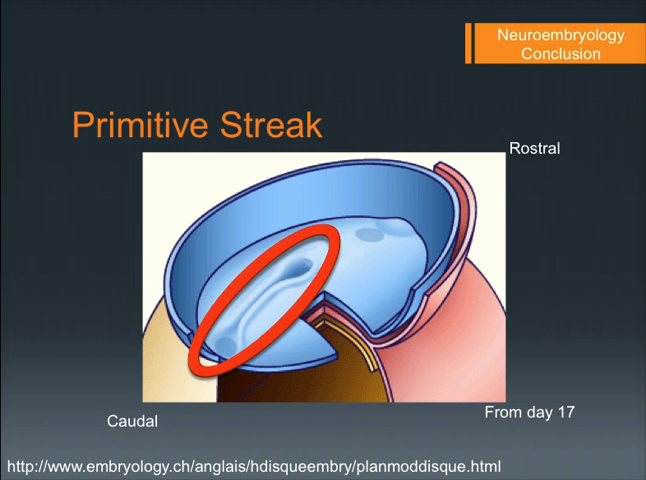 Neuroembryology
Conclusion
Primitive Streak
Rostral
Caudal
From day 17
http://www.embryology.ch/anglais/hdisqueembry/planmoddisque.html